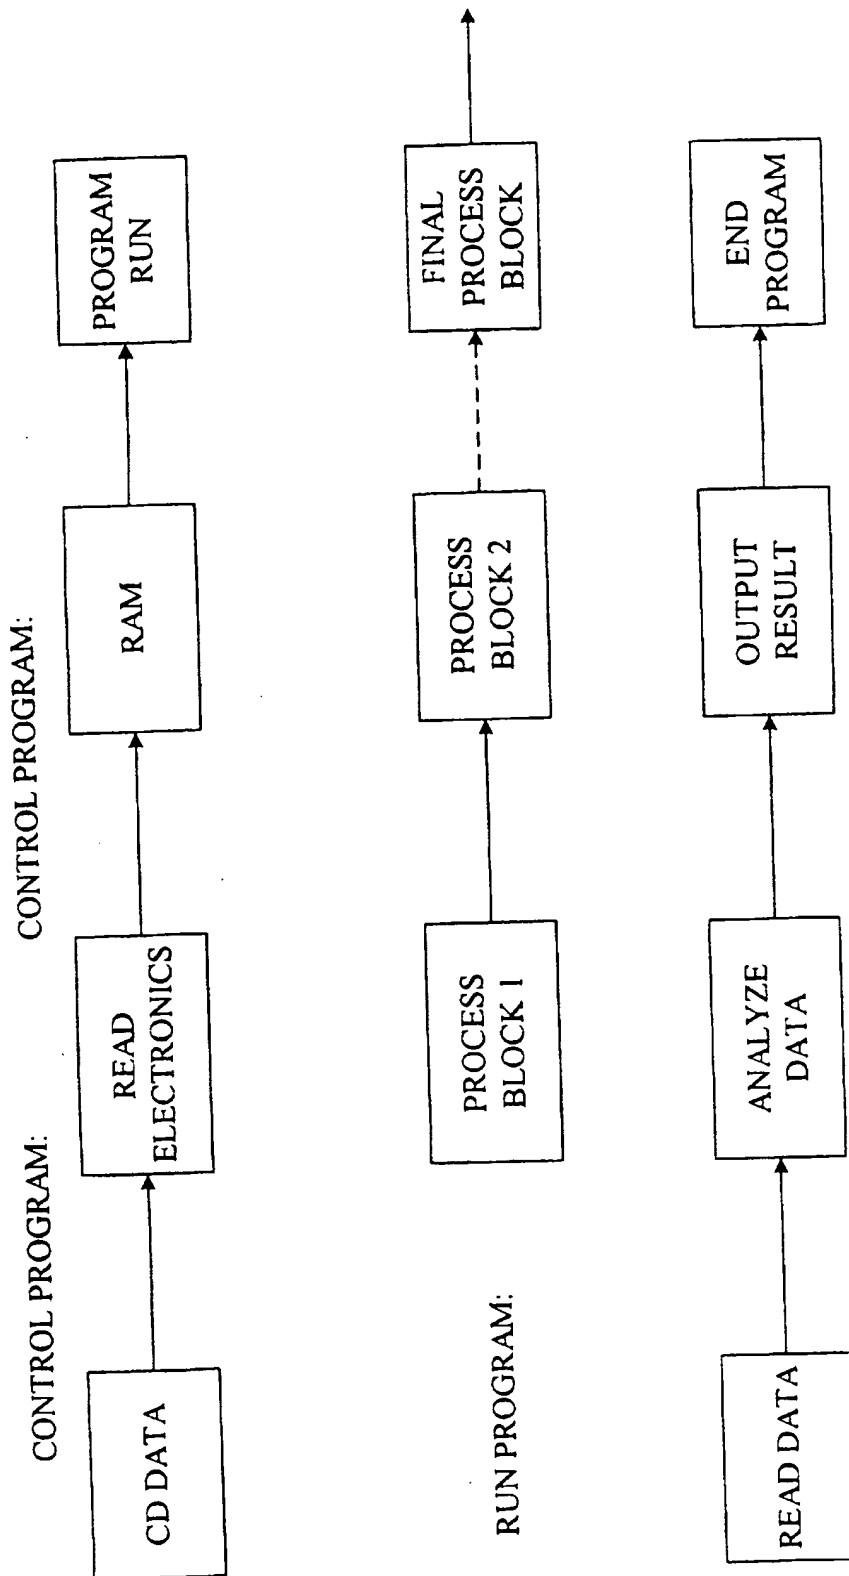 CONTROL PROGRAM:
CONTROL PROGRAM:
CD DATA
READ
ELECTRONICS
RAM
PROGRAM
RUN
RUN PROGRAM:
PROCESS
BLOCK 1
PROCESS
BLOCK 2
FINAL
PROCESS
BLOCK
READ DATA
ANALYZE
DATA
OUTPUT
RESULT
END
PROGRAM